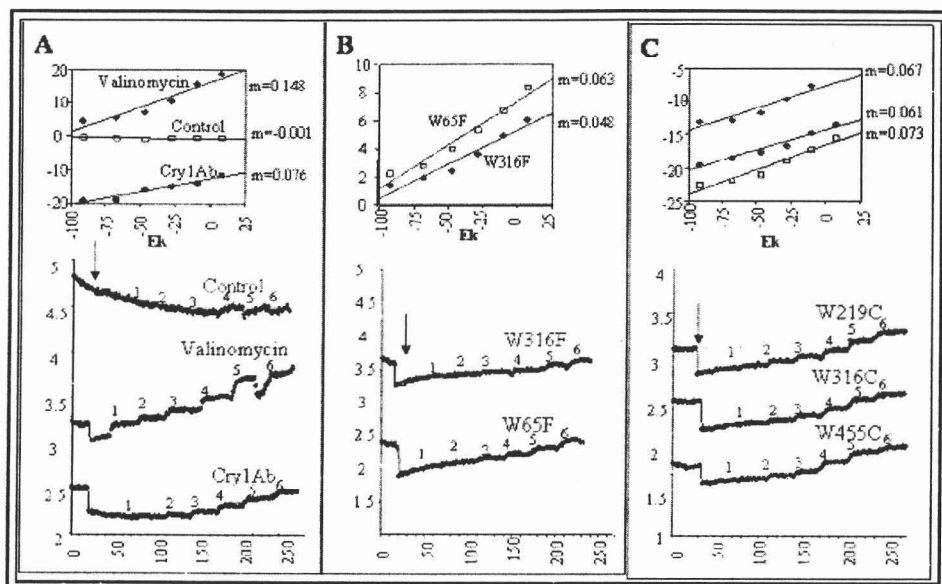 A
20
10
0
-10
-20
Valinomycin
Control
Cry1Ab
m=0.148
m=-0.001
m=0.076
-100
-75
-50
-25
0
25
Ek
5
4.5
4
3.5
3
2.5
2
Control
1 2 3 4 5 6
Valinomycin
1 2 3 4 5 6
Cry1Ab
1 2 3 4 5 6
0
50
100
150
200
250
B
10
8
6
4
2
0
W65F
W316F
m=0.063
m=0.048
-100
-75
-50
-25
0
25
Ek
5
4.5
3.5
2.5
1.5
1
W316F
1 2 3 4 5 6
W65F
1 2 3 4 5 6
0
50
100
150
200
250
C
-5
-10
-15
-20
-25
m=0.067
m=0.061
m=0.073
-100
-75
-50
-25
0
25
Ek
4
3.5
3
2.5
2
1.5
1
W219C
1 2 3 4 5 6
W316C
1 2 3 4 5 6
W455C
1 2 3 4 5 6
0
50
100
150
200
250